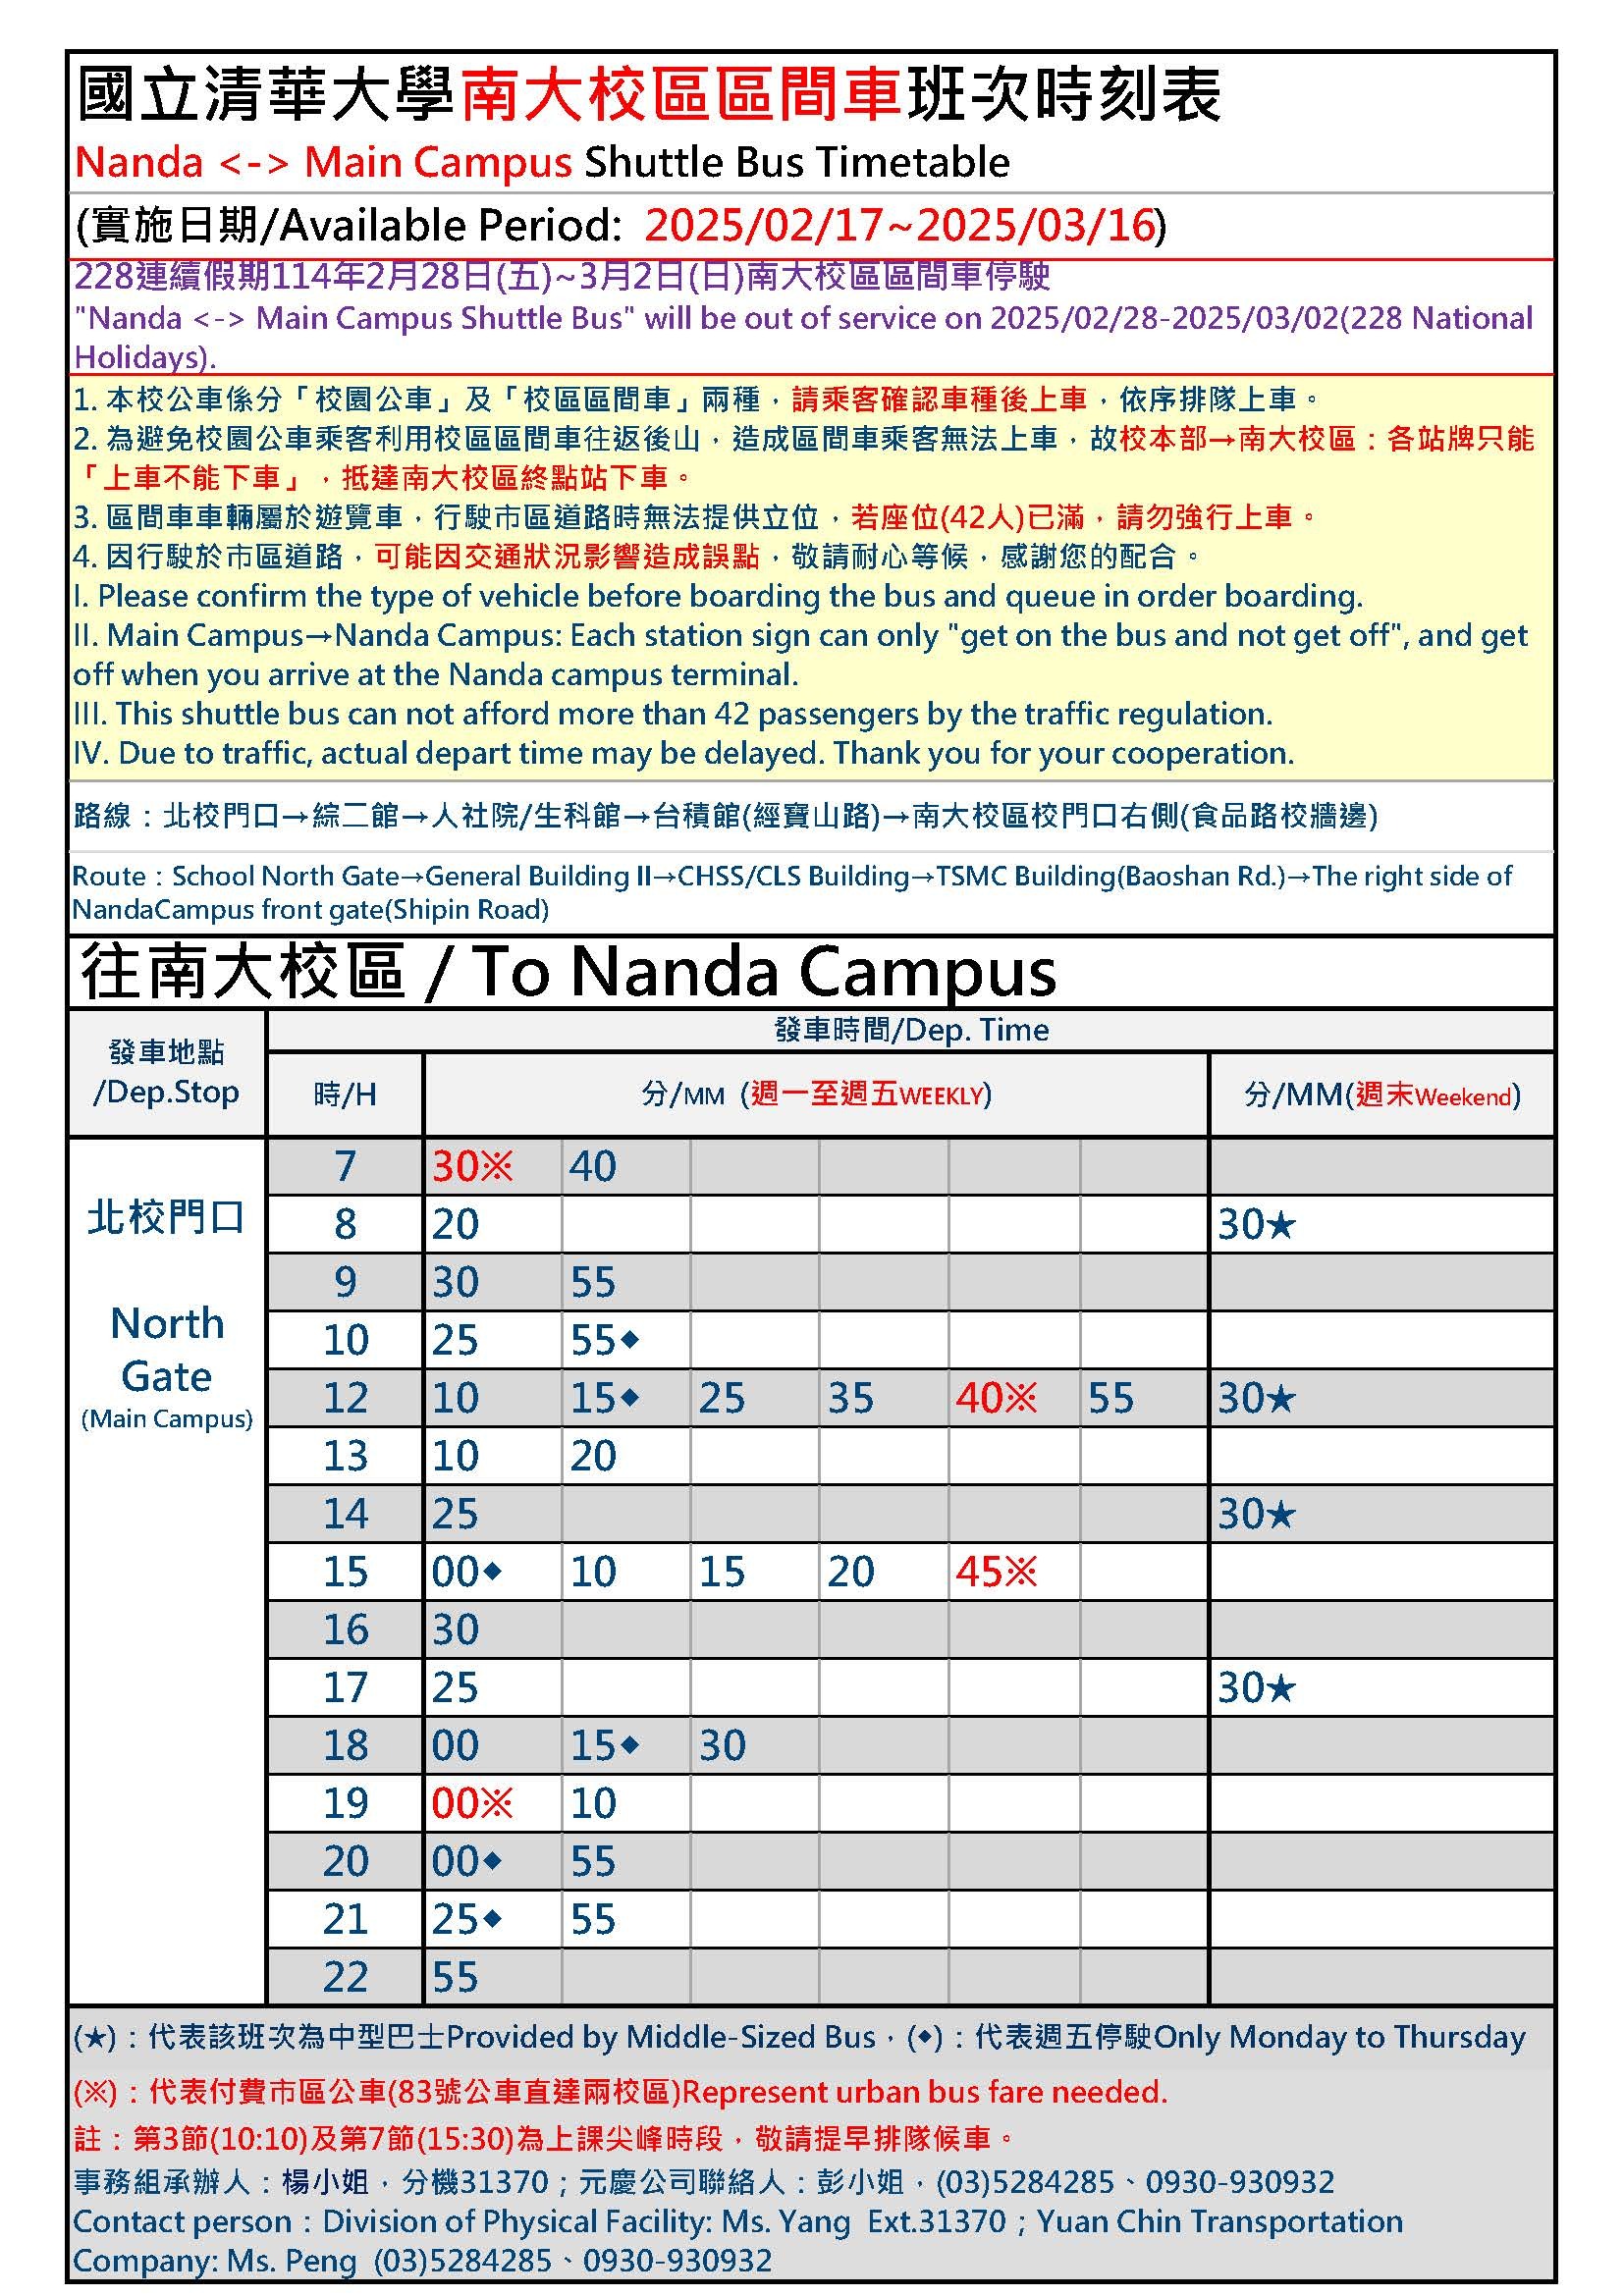 國立清華大學南大校區區間車班次時刻表
Nanda <-> Main Campus Shuttle Bus Timetable
(實施日期/Available Period: 2025/02/17~2025/03/16)
228連續假期114年2月28日(五)~3月2日(日)南大校區區間車停駛
"Nanda <-> Main Campus Shuttle Bus" will be out of service on 2025/02/28-2025/03/02(228 National
Holidays).
1. 本校公車係分「校園公車」及「校區區間車」兩種，請乘客確認車種後上車，依序排隊上車。
2. 為避免校園公車乘客利用校區區間車往返後山，造成區間車乘客無法上車，故校本部→南大校區：各站牌只能
「上車不能下車」，抵達南大校區終點站下車。
3. 區間車車輛屬於遊覽車，行駛市區道路時無法提供立位，若座位(42人)已滿，請勿強行上車。
4. 因行駛於市區道路，可能因交通狀況影響造成誤點，敬請耐心等候，感謝您的配合。
I. Please confirm the type of vehicle before boarding the bus and queue in order boarding.
II. Main Campus→Nanda Campus: Each station sign can only "get on the bus and not get off", and get
off when you arrive at the Nanda campus terminal.
III. This shuttle bus can not afford more than 42 passengers by the traffic regulation.
IV. Due to traffic, actual depart time may be delayed. Thank you for your cooperation.
路線：北校門口→綜二館→人社院/生科館→台積館(經寶山路)→南大校區校門口右側(食品路校牆邊)
Route：School North Gate→General Building II→CHSS/CLS Building→TSMC Building(Baoshan Rd.)→The right side of
NandaCampus front gate(Shipin Road)
往南大校區 / To Nanda Campus
發車地點
/Dep.Stop
發車時間/Dep. Time
時/H 分/MM (週一至週五WEEKLY) 分/MM(週末Weekend)
北校門口
North
Gate
(Main Campus)
7 30※ 40
8 20 30★
9 30 55
10 25 55◆
12 10 15◆ 25 35 40※ 55 30★
13 10 20
14 25 30★
15 00◆ 10 15 20 45※
16 30
17 25 30★
18 00 15◆ 30
19 00※ 10
20 00◆ 55
21 25◆ 55
22 55
(★)：代表該班次為中型巴士Provided by Middle-Sized Bus，(◆)：代表週五停駛Only Monday to Thursday
(※)：代表付費市區公車(83號公車直達兩校區)Represent urban bus fare needed.
註：第3節(10:10)及第7節(15:30)為上課尖峰時段，敬請提早排隊候車。
事務組承辦人：楊小姐，分機31370；元慶公司聯絡人：彭小姐，(03)5284285、0930-930932
Contact person：Division of Physical Facility: Ms. Yang Ext.31370；Yuan Chin Transportation
Company: Ms. Peng (03)5284285、0930-930932